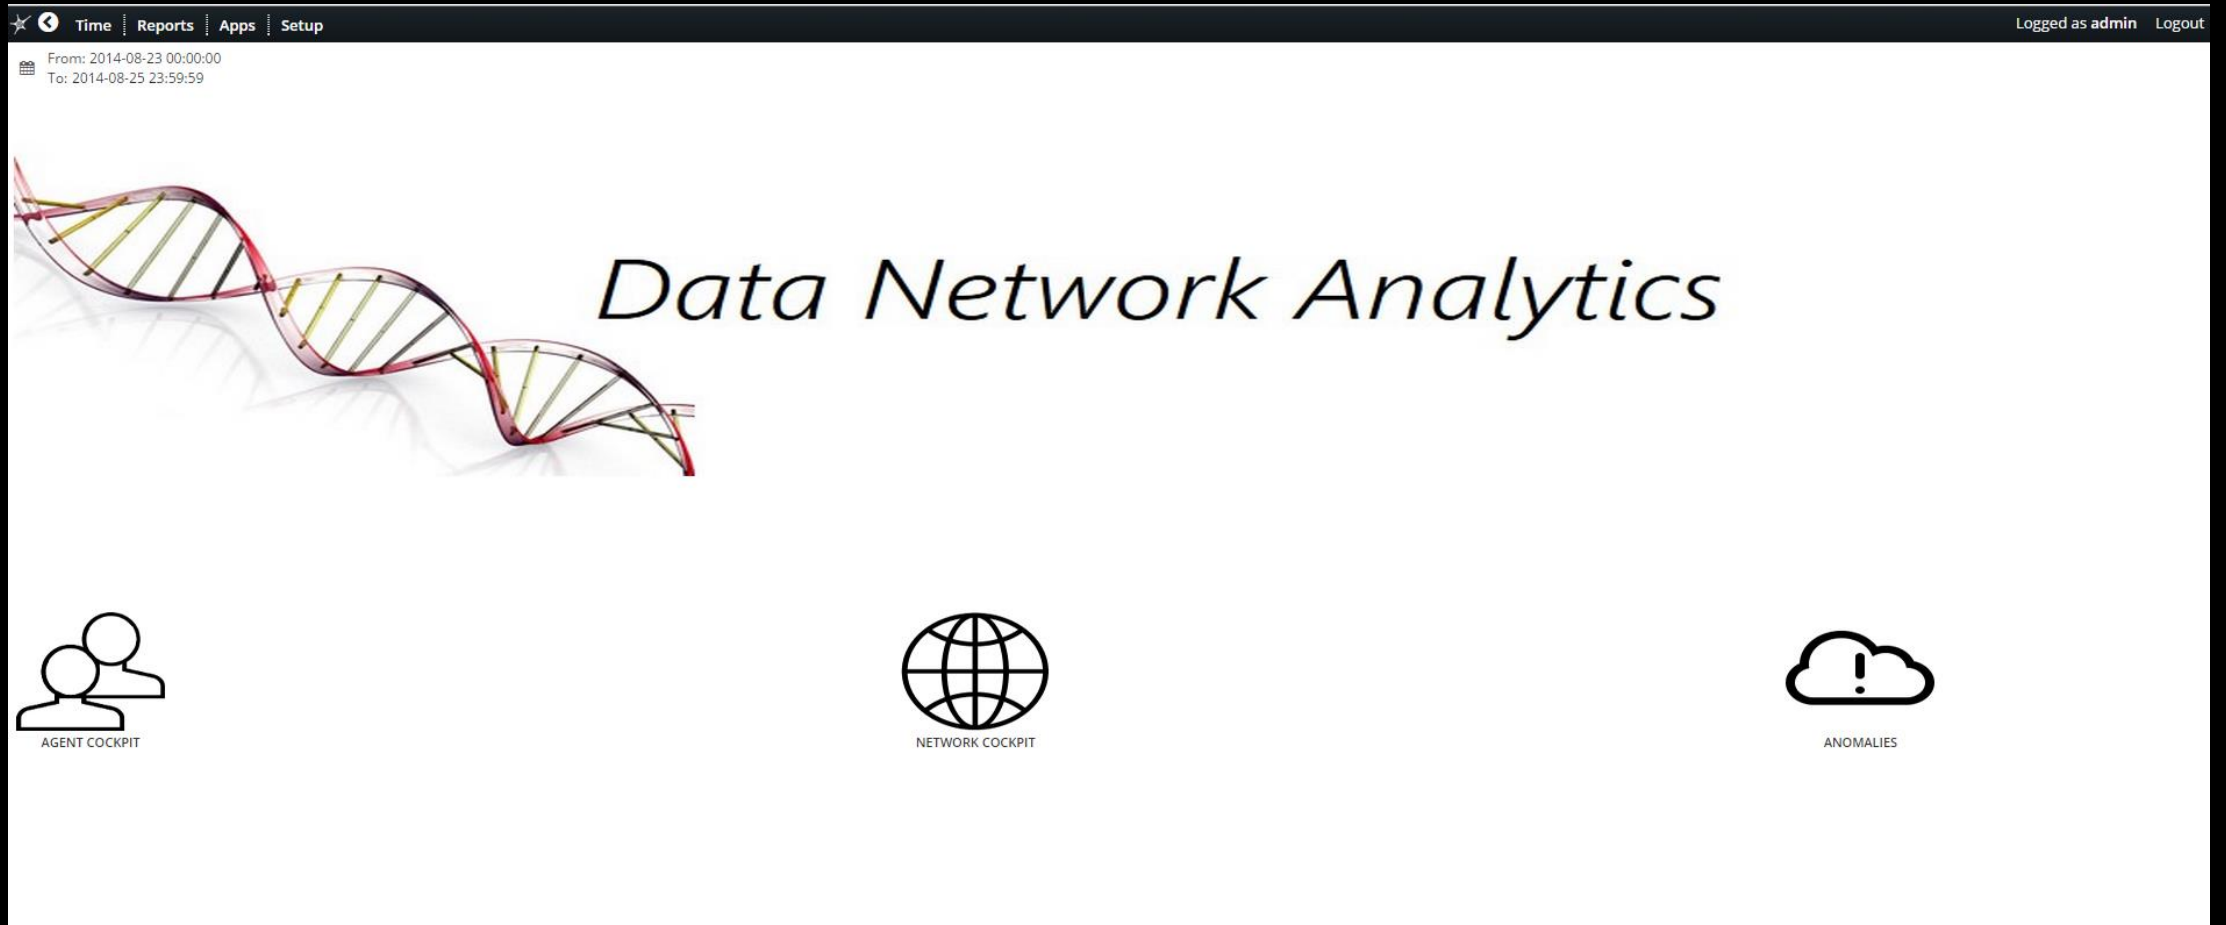 Time Reports Apps Setup Logged as admin Logout
From: 2014-08-23 00:00:00
To: 2014-08-25 23:59:59
Data Network Analytics
AGENT COCKPIT NETWORK COCKPIT ANOMALIES